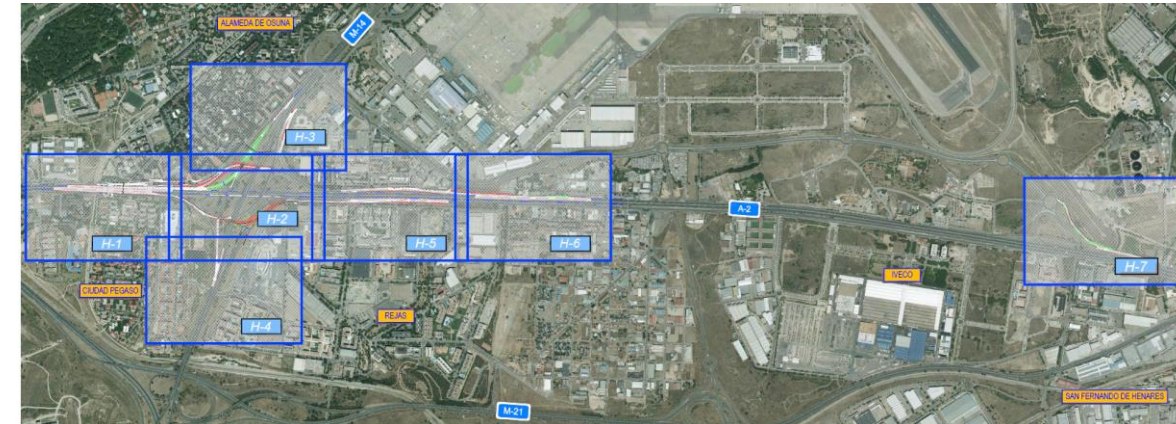 ALAMEDA DE OSUNA
M-14
H-3
H-2
H-1
H-5
H-6
A-2
H-7
IVECO
CIUDAD PEGASO
REJAS
H-4
SAN FERNANDO DE HENARES
M-21